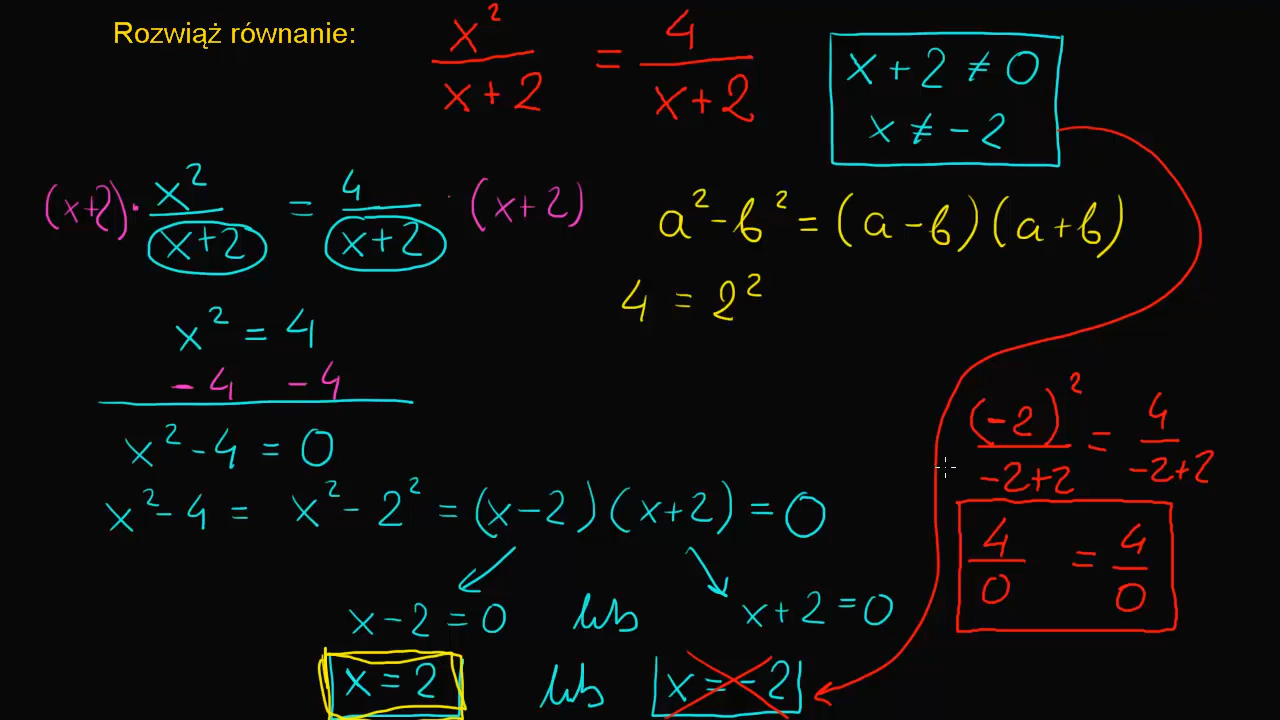 Rozwiąż równanie:
x²/(x+2) = 4/(x+2)
x+2 ≠ 0
x ≠ -2
(x+2)· x²/(x+2) = 4/(x+2) ·(x+2)
a²-b² = (a-b)(a+b)
4 = 2²
x² = 4
-4 -4
x²-4 = 0
x²-4 = x²-2² = (x-2)(x+2) = 0
x-2=0 lub x+2=0
x=2 lub x=-2
(-2)²/(-2+2) = 4/(-2+2)
4/0 = 4/0